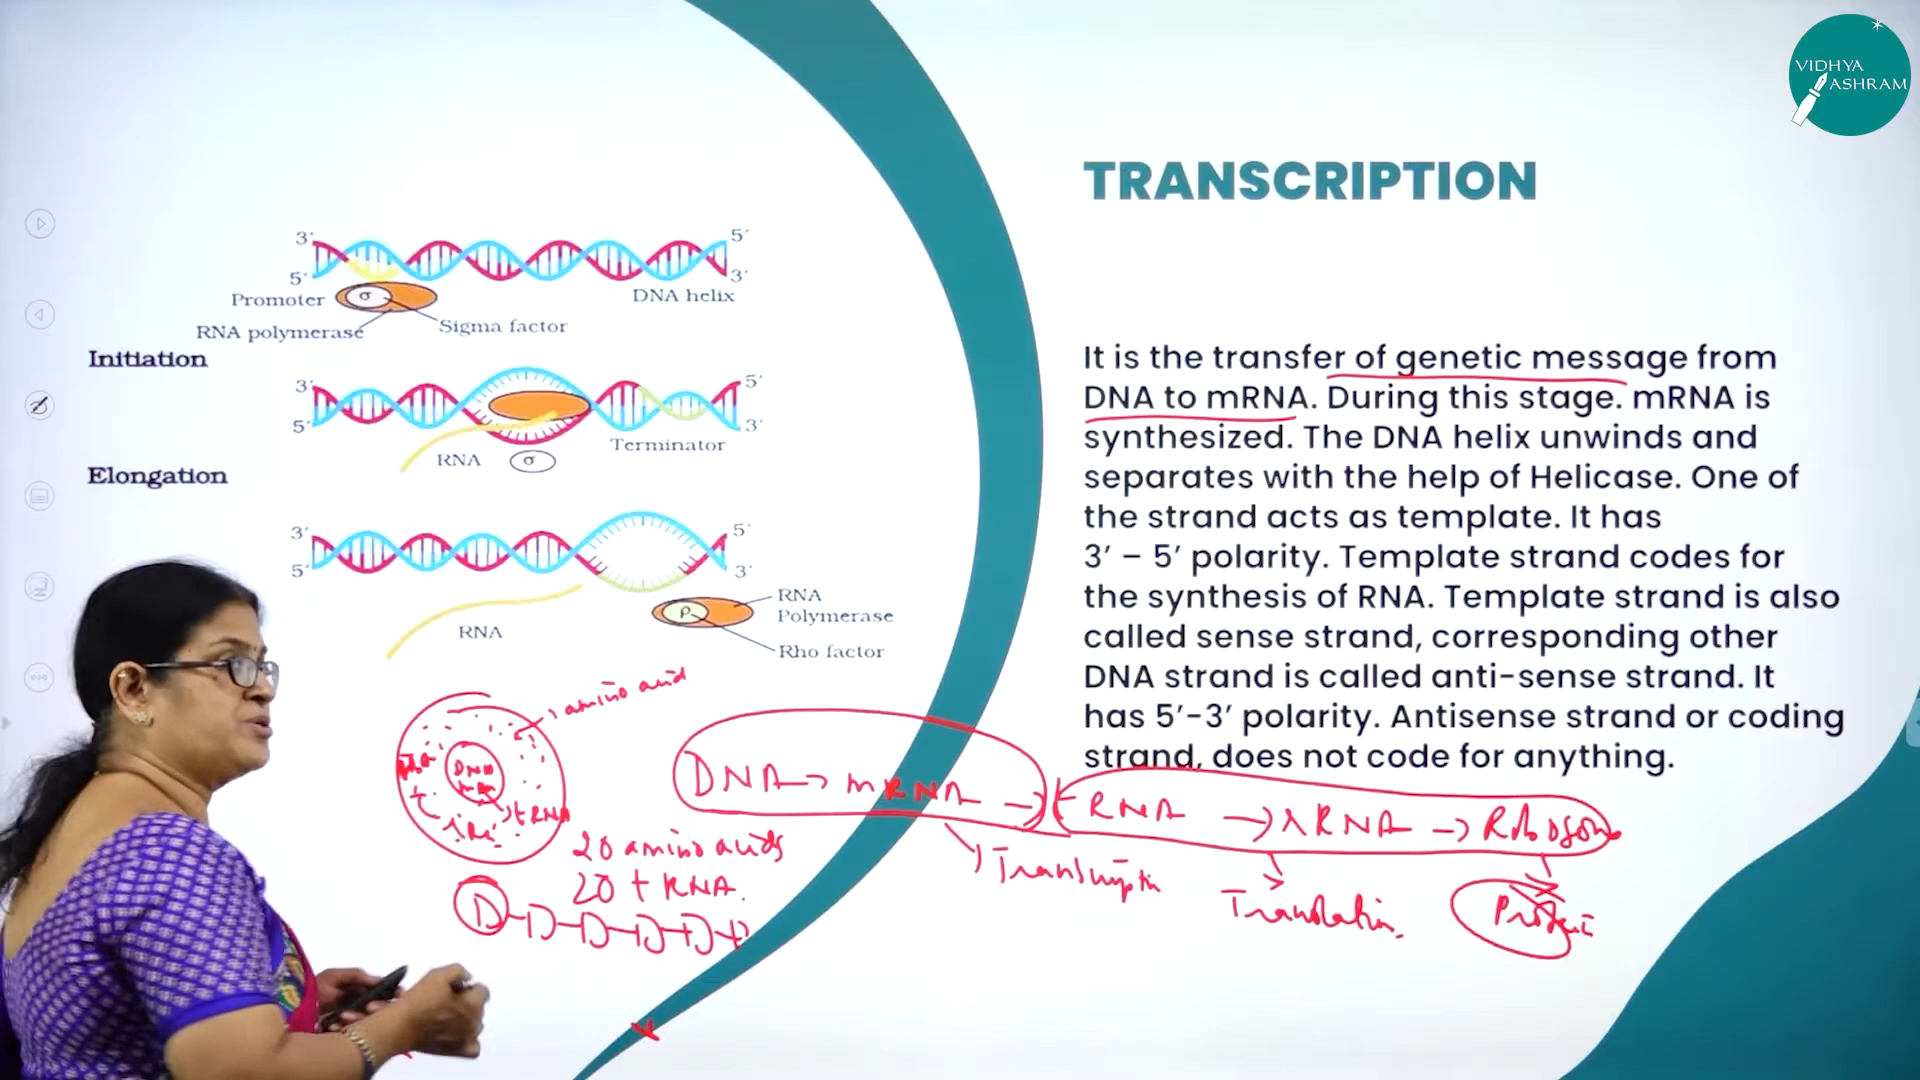 VIDHYA
ASHRAM
TRANSCRIPTION
3′
5′
5′
3′
Promoter
DNA helix
σ
RNA polymerase
Sigma factor
Initiation
3′
5′
5′
3′
Terminator
RNA
σ
Elongation
3′
5′
5′
3′
RNA
Polymerase
ρ
RNA
Rho factor
It is the transfer of genetic message from
DNA to mRNA. During this stage. mRNA is
synthesized. The DNA helix unwinds and
separates with the help of Helicase. One of
the strand acts as template. It has
3′ – 5′ polarity. Template strand codes for
the synthesis of RNA. Template strand is also
called sense strand, corresponding other
DNA strand is called anti-sense strand. It
has 5′-3′ polarity. Antisense strand or coding
strand, does not code for anything.
amino acid
DNA
tRNA
DNA → mRNA → tRNA → rRNA → Ribosome
20 amino acids
20 tRNA.
Transcription
Translation
Protein